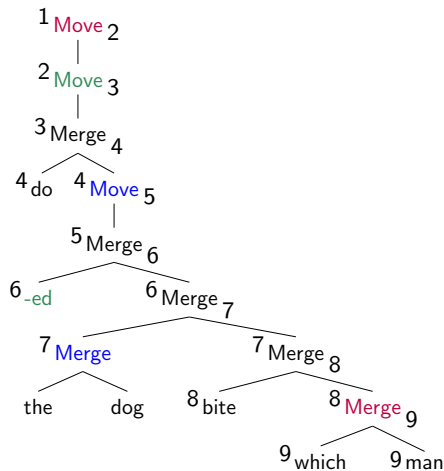 1 Move 2
2 Move 3
3 Merge 4
4 do 4 Move 5
5 Merge 6
6 -ed 6 Merge 7
7 Merge 7 Merge 8
the dog 8 bite 8 Merge 9
9 which 9 man